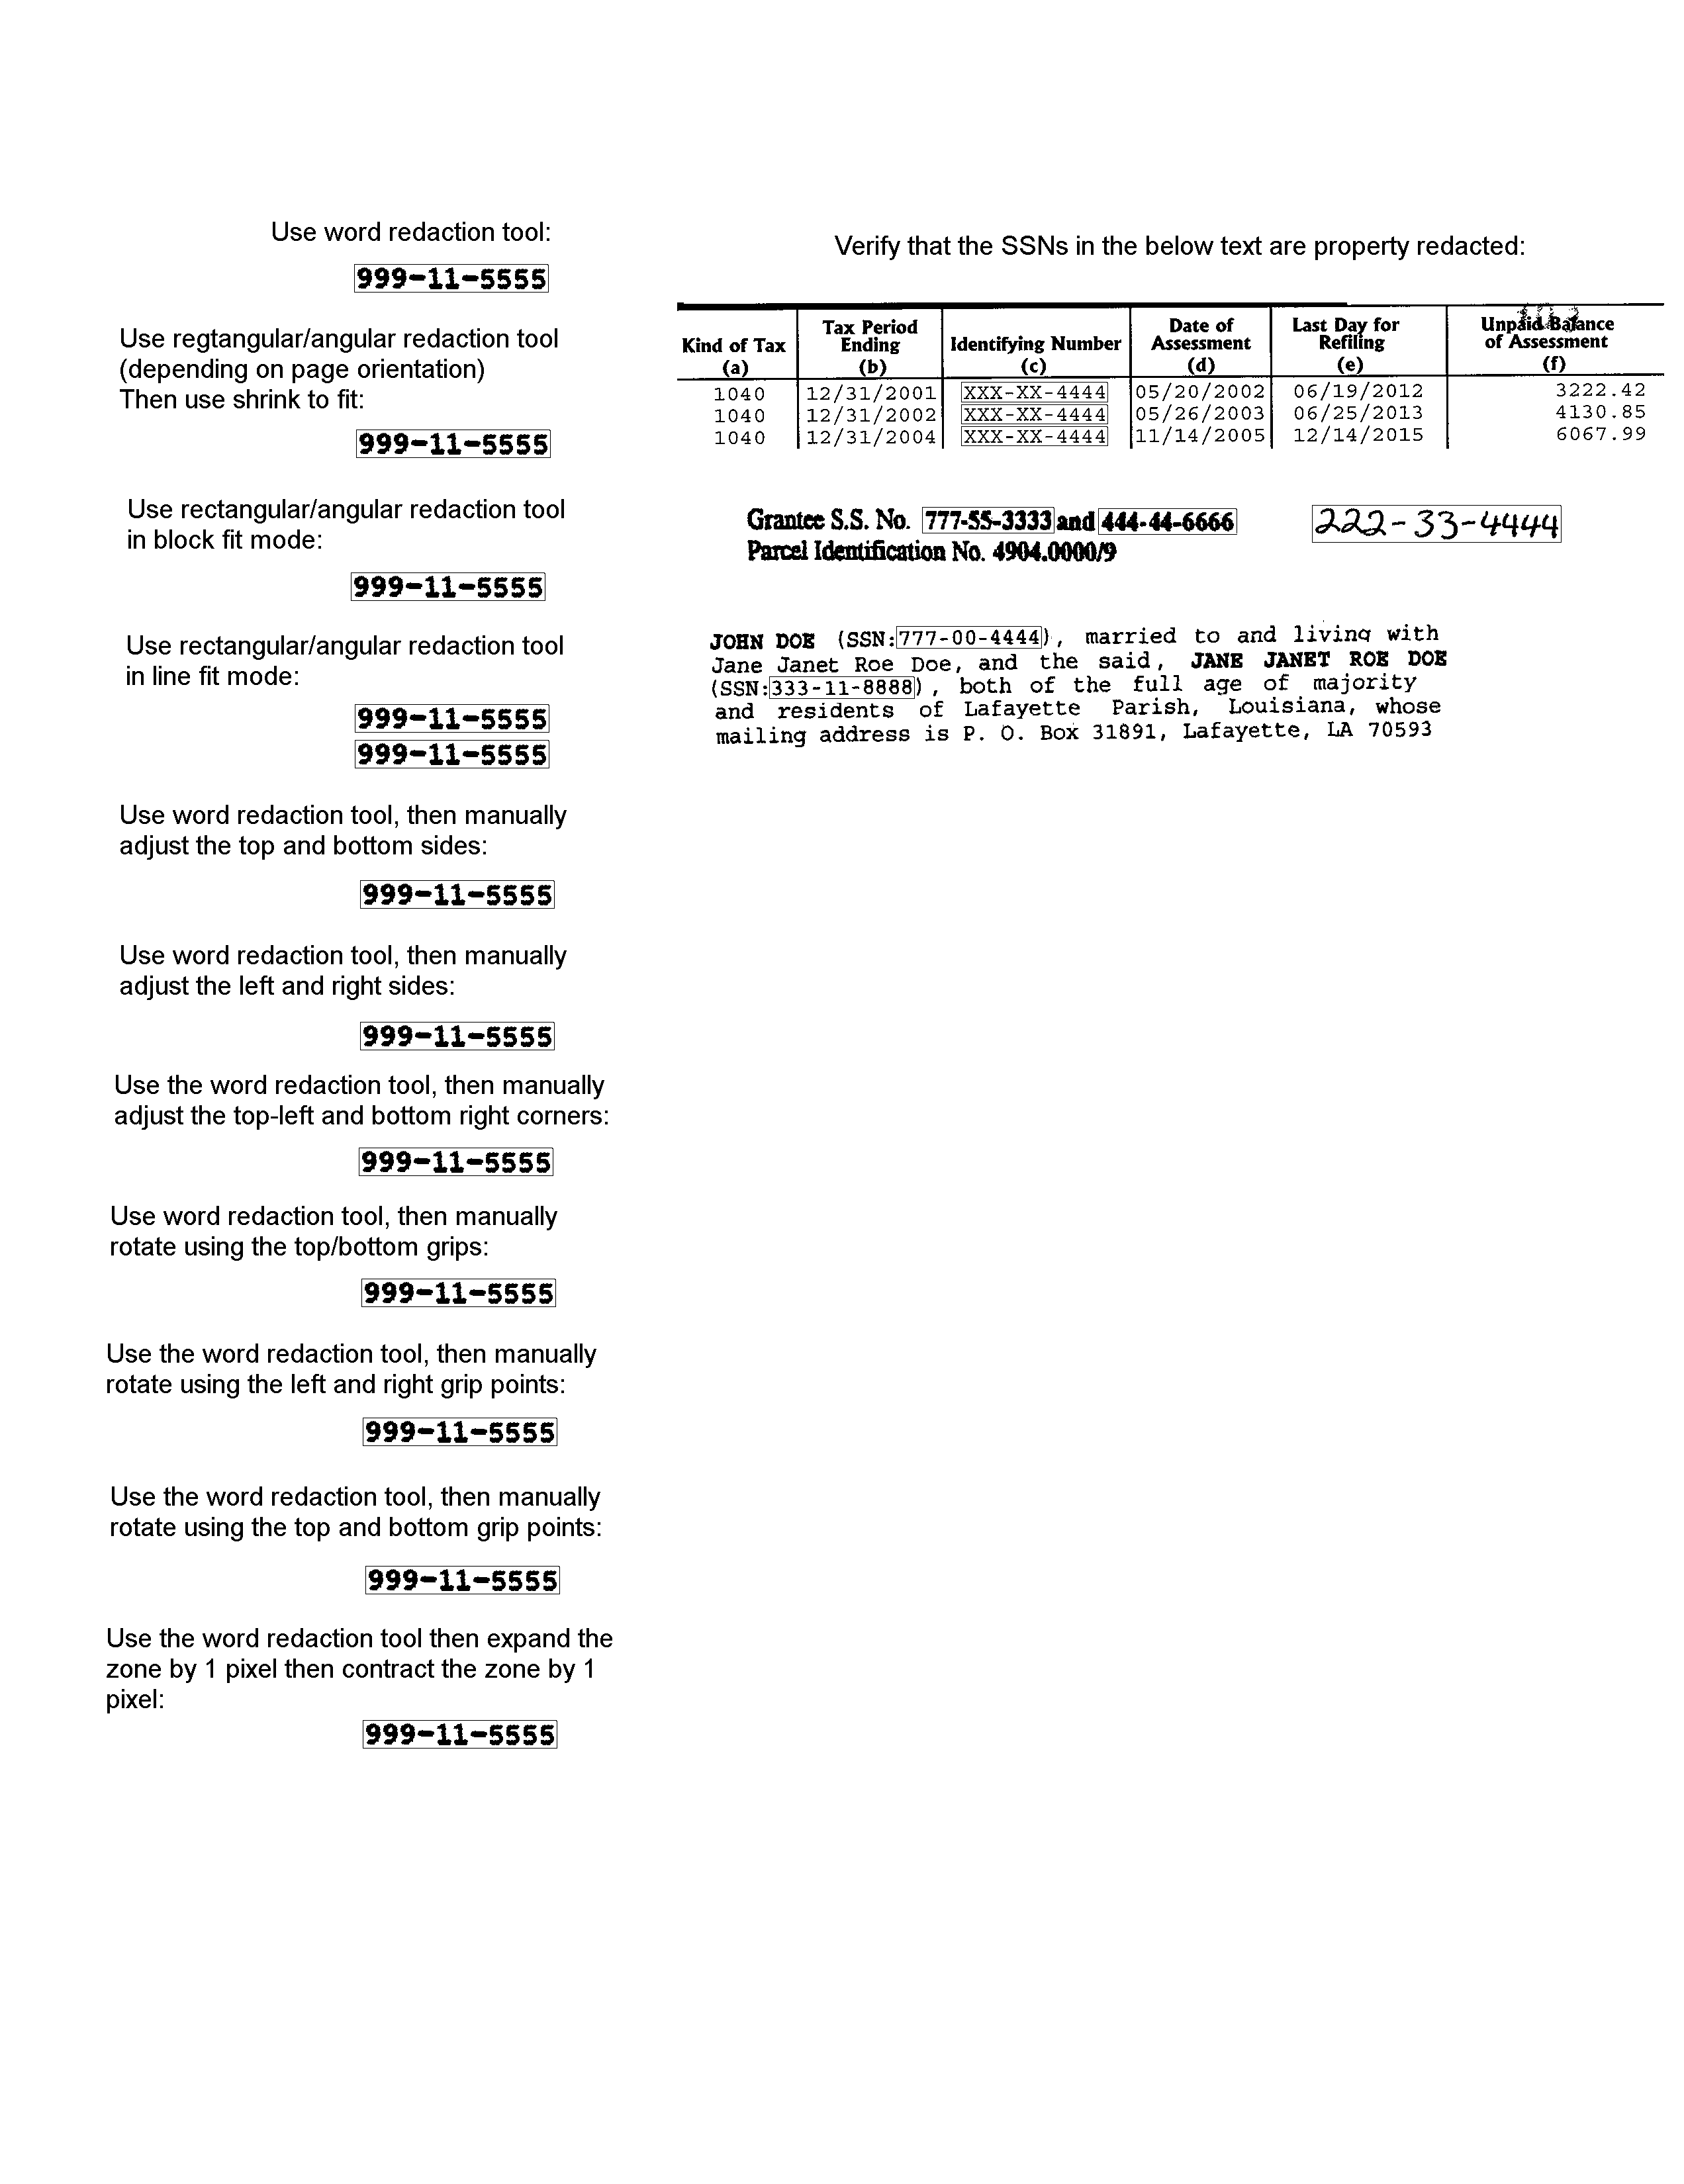 Use word redaction tool:
999-11-5555
Use regtangular/angular redaction tool
(depending on page orientation)
Then use shrink to fit:
999-11-5555
Use rectangular/angular redaction tool
in block fit mode:
999-11-5555
Use rectangular/angular redaction tool
in line fit mode:
999-11-5555
999-11-5555
Use word redaction tool, then manually
adjust the top and bottom sides:
999-11-5555
Use word redaction tool, then manually
adjust the left and right sides:
999-11-5555
Use the word redaction tool, then manually
adjust the top-left and bottom right corners:
999-11-5555
Use word redaction tool, then manually
rotate using the top/bottom grips:
999-11-5555
Use the word redaction tool, then manually
rotate using the left and right grip points:
999-11-5555
Use the word redaction tool, then manually
rotate using the top and bottom grip points:
999-11-5555
Use the word redaction tool then expand the
zone by 1 pixel then contract the zone by 1
pixel:
999-11-5555
Verify that the SSNs in the below text are property redacted:
Kind of Tax (a) Tax Period Ending (b) Identifying Number (c) Date of Assessment (d) Last Day for Refiling (e) Unpaid Balance of Assessment (f)
1040 12/31/2001 XXX-XX-4444 05/20/2002 06/19/2012 3222.42
1040 12/31/2002 XXX-XX-4444 05/26/2003 06/25/2013 4130.85
1040 12/31/2004 XXX-XX-4444 11/14/2005 12/14/2015 6067.99
Grantee S.S. No. 777-55-3333 and 444-44-6666
Parcel Identification No. 4904.0000/9
222-33-4444
JOHN DOE (SSN:777-00-4444), married to and living with
Jane Janet Roe Doe, and the said, JANE JANET ROE DOE
(SSN:333-11-8888), both of the full age of majority
and residents of Lafayette Parish, Louisiana, whose
mailing address is P. O. Box 31891, Lafayette, LA 70593